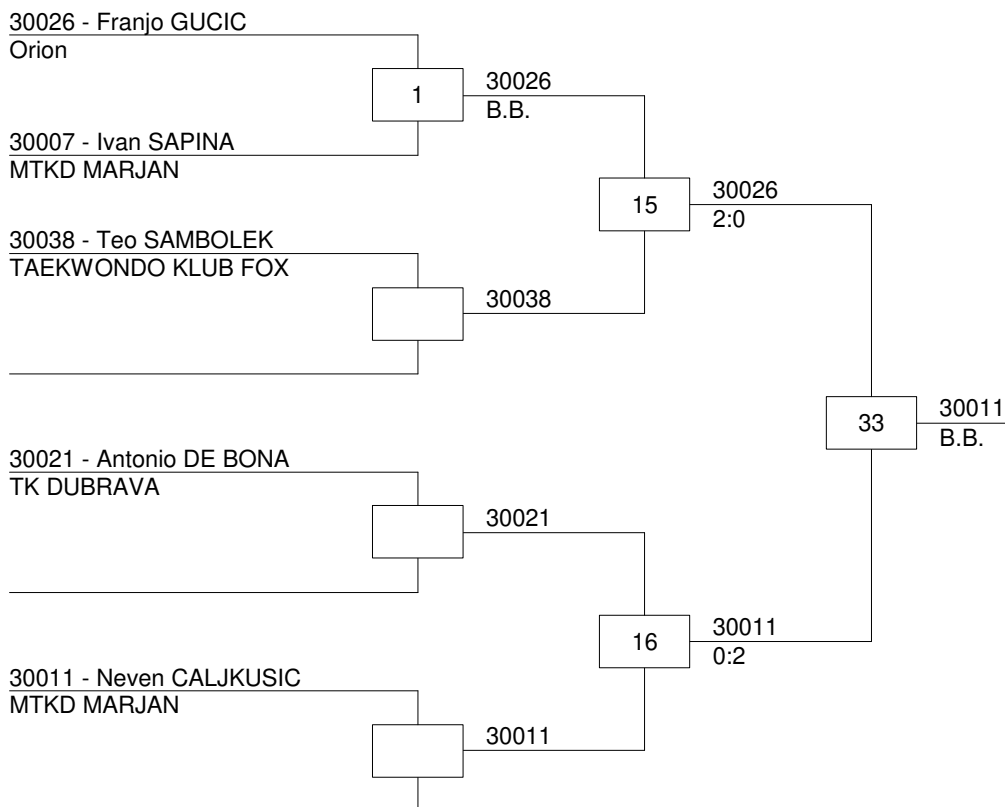 30026 - Franjo GUCIC
Orion
1
30026
B.B.
30007 - Ivan SAPINA
MTKD MARJAN
15
30026
2:0
30038 - Teo SAMBOLEK
TAEKWONDO KLUB FOX
30038
33
30011
B.B.
30021 - Antonio DE BONA
TK DUBRAVA
30021
16
30011
0:2
30011 - Neven CALJKUSIC
MTKD MARJAN
30011